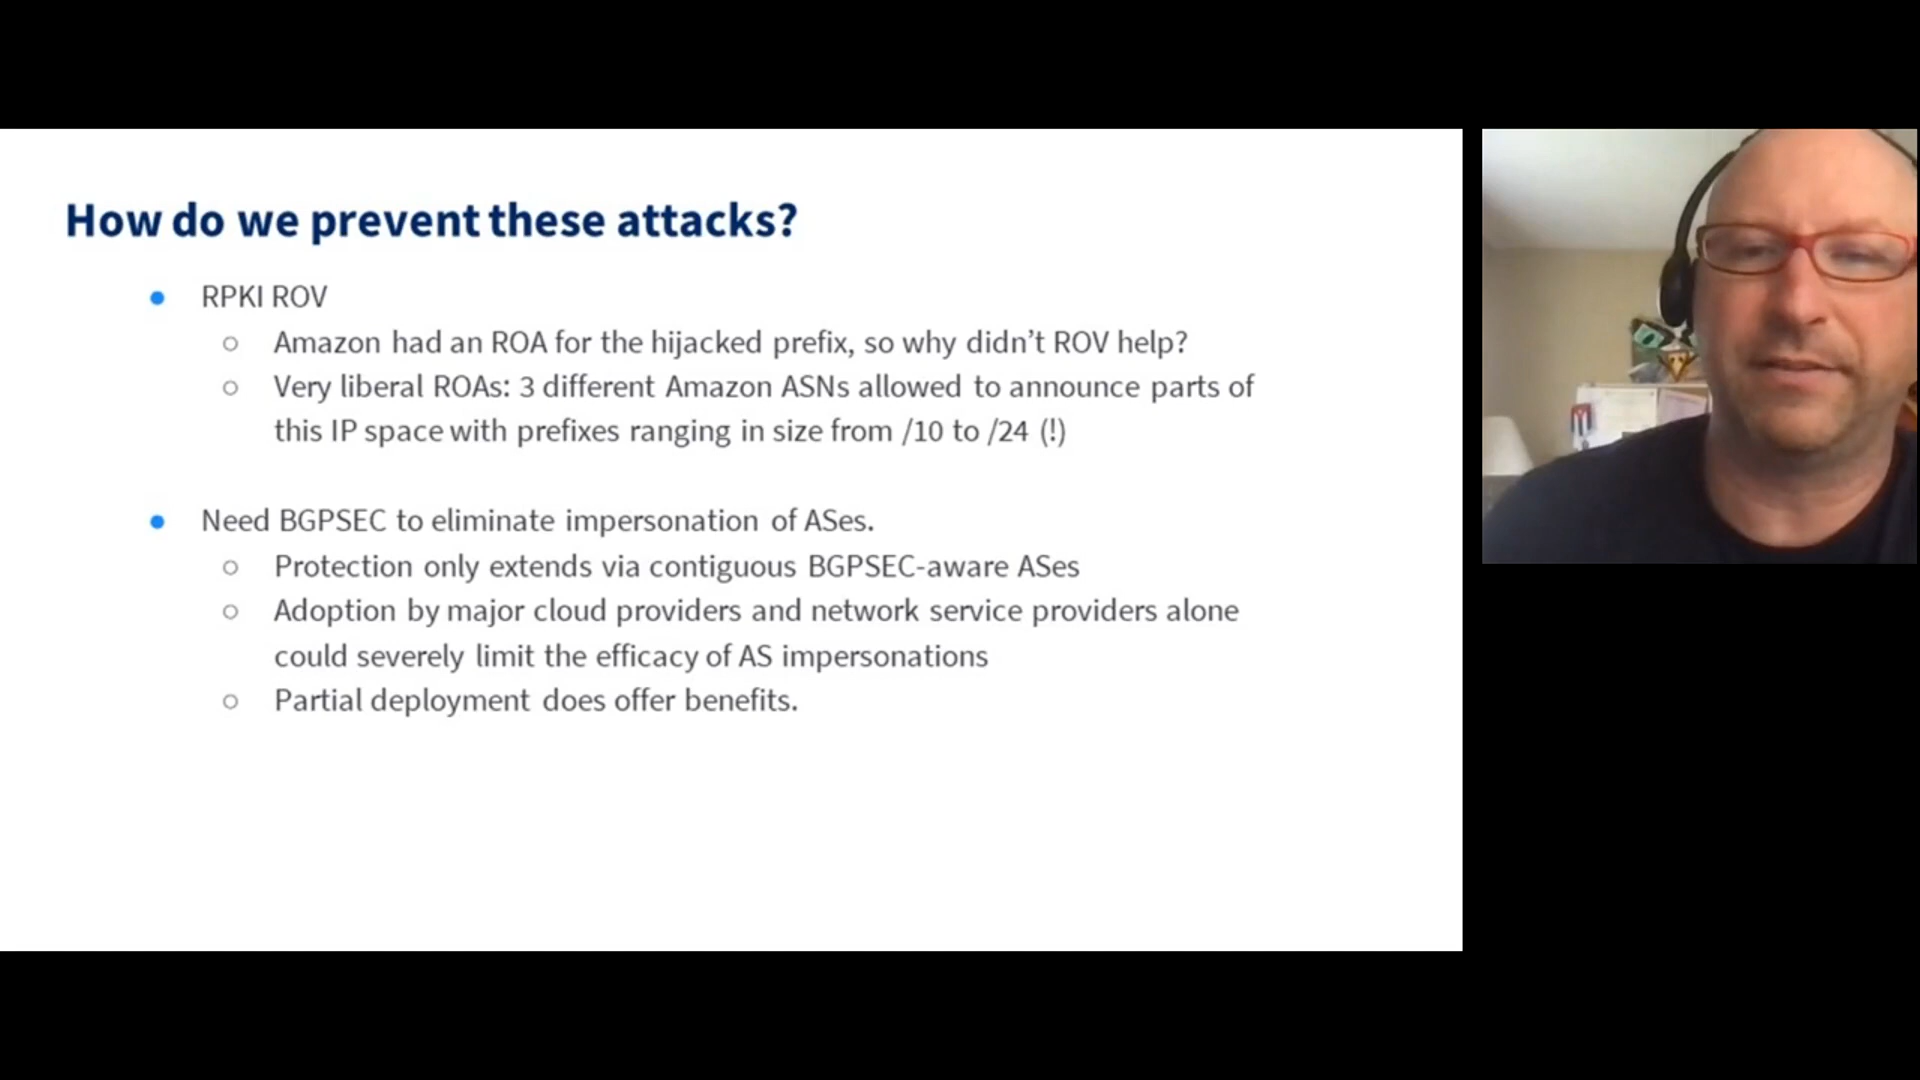 How do we prevent these attacks?
● RPKI ROV
○ Amazon had an ROA for the hijacked prefix, so why didn’t ROV help?
○ Very liberal ROAs: 3 different Amazon ASNs allowed to announce parts of
this IP space with prefixes ranging in size from /10 to /24 (!)
● Need BGPSEC to eliminate impersonation of ASes.
○ Protection only extends via contiguous BGPSEC-aware ASes
○ Adoption by major cloud providers and network service providers alone
could severely limit the efficacy of AS impersonations
○ Partial deployment does offer benefits.